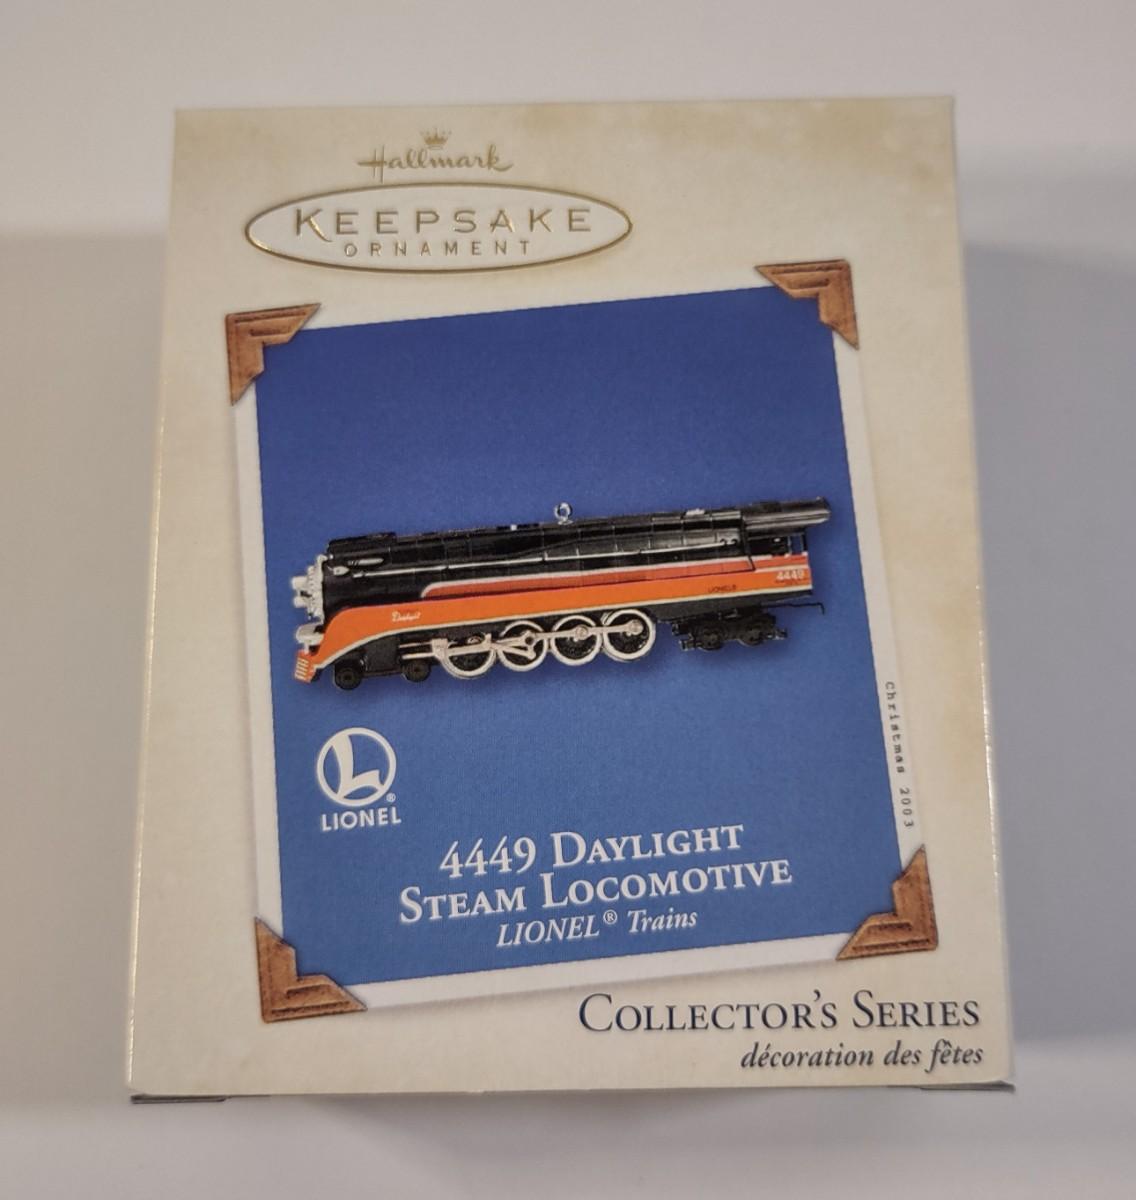 Hallmark
KEEPSAKE
ORNAMENT
Daylight
LIONEL®
4449
Christmas 2003
L®
LIONEL
4449 DAYLIGHT
STEAM LOCOMOTIVE
LIONEL® Trains
COLLECTOR'S SERIES
décoration des fêtes